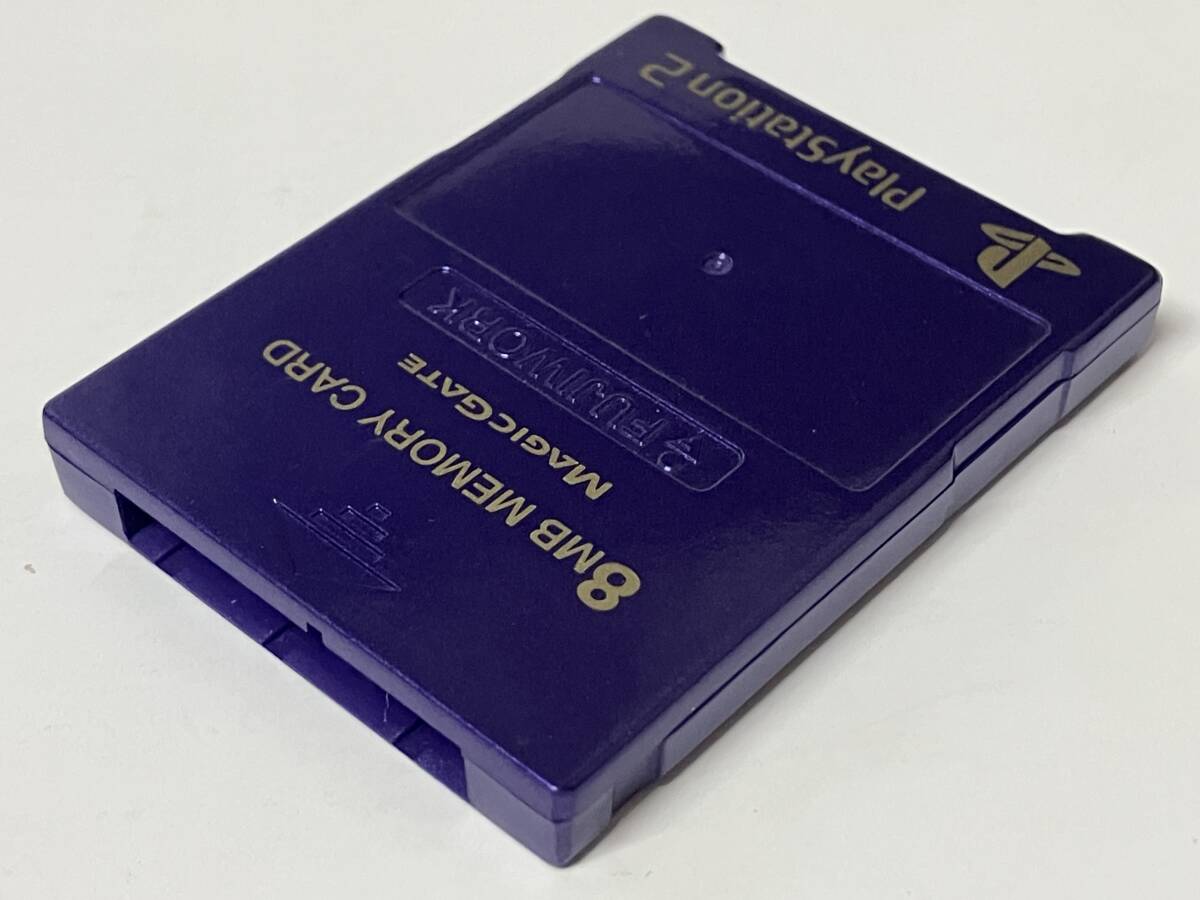 PlayStation 2
FUJIWORK
MAGICGATE
8MB MEMORY CARD